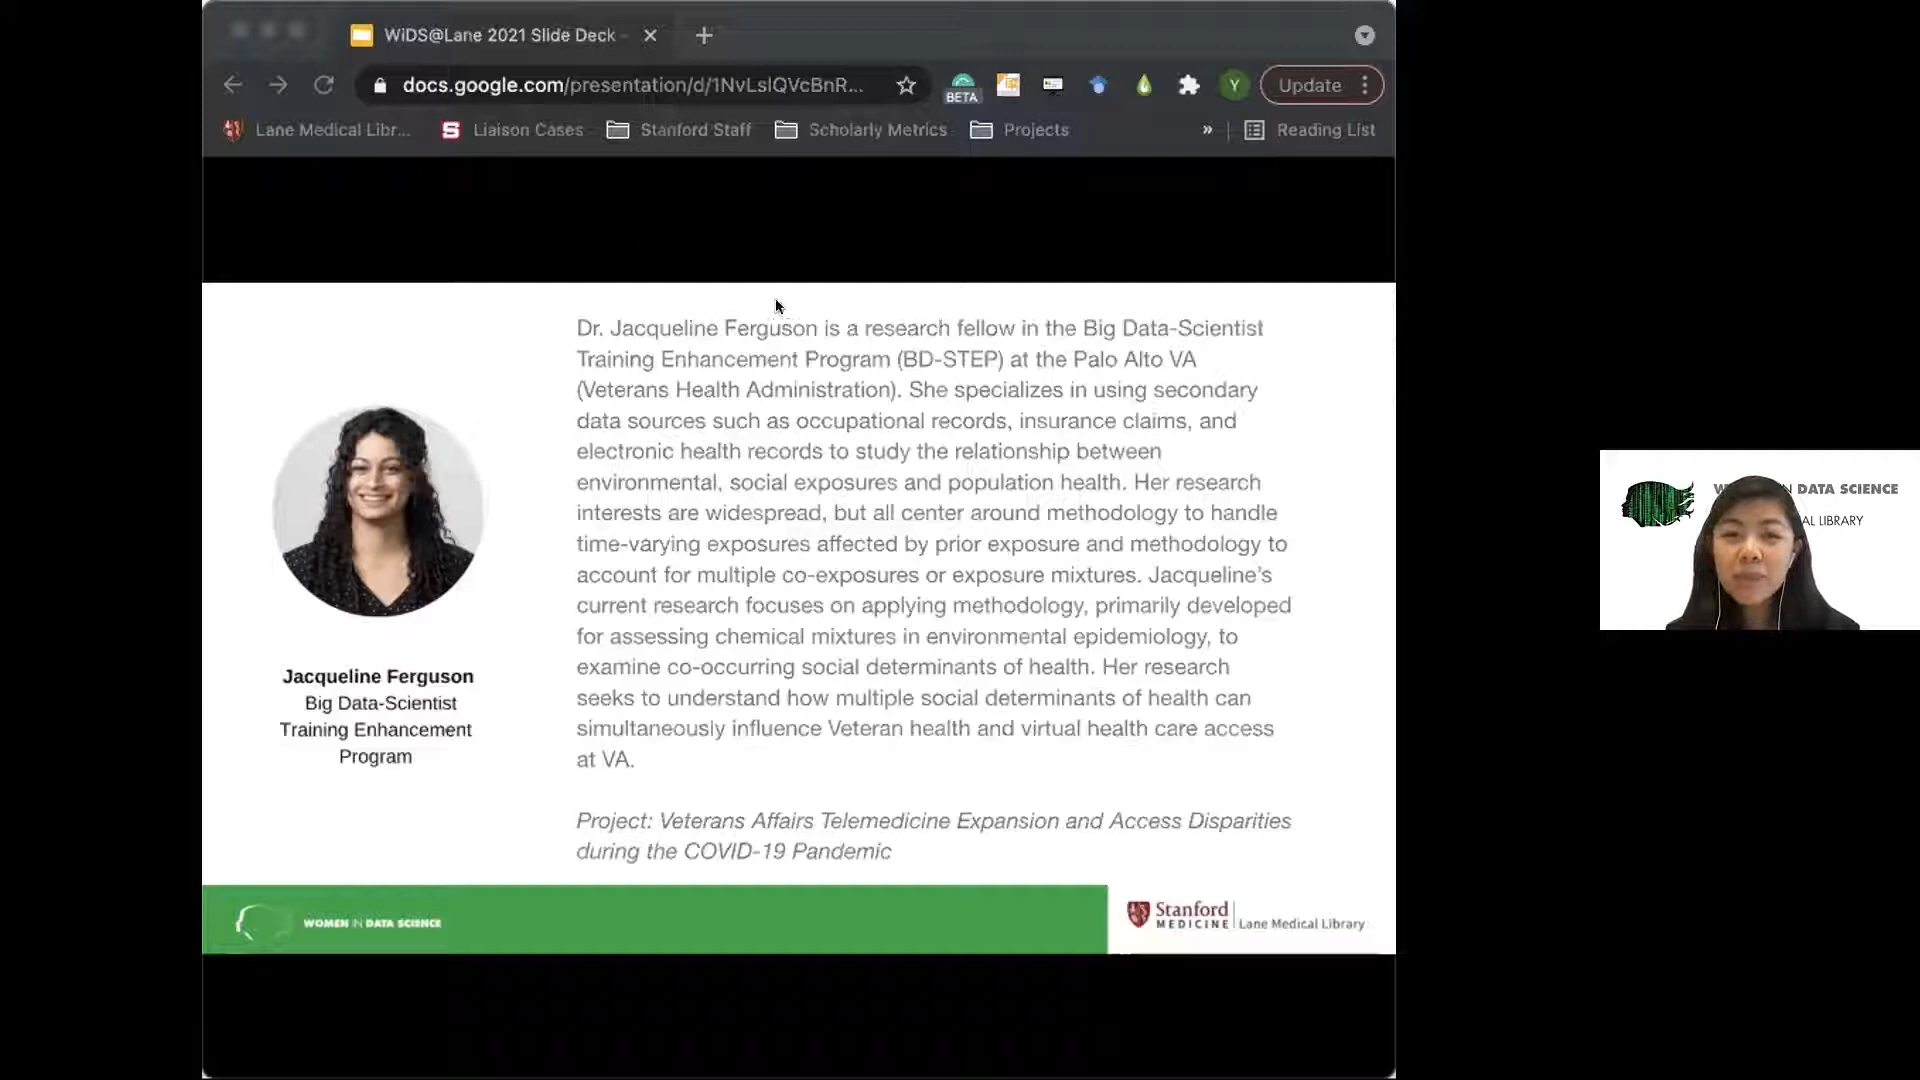 WiDS@Lane 2021 Slide Deck -
docs.google.com/presentation/d/1NvLslQVcBnR...
BETA
Y
Update
Lane Medical Libr...
Liaison Cases
Stanford Staff
Scholarly Metrics
Projects
»
Reading List
Dr. Jacqueline Ferguson is a research fellow in the Big Data-Scientist
Training Enhancement Program (BD-STEP) at the Palo Alto VA
(Veterans Health Administration). She specializes in using secondary
data sources such as occupational records, insurance claims, and
electronic health records to study the relationship between
environmental, social exposures and population health. Her research
interests are widespread, but all center around methodology to handle
time-varying exposures affected by prior exposure and methodology to
account for multiple co-exposures or exposure mixtures. Jacqueline's
current research focuses on applying methodology, primarily developed
for assessing chemical mixtures in environmental epidemiology, to
examine co-occurring social determinants of health. Her research
seeks to understand how multiple social determinants of health can
simultaneously influence Veteran health and virtual health care access
at VA.
Project: Veterans Affairs Telemedicine Expansion and Access Disparities
during the COVID-19 Pandemic
Jacqueline Ferguson
Big Data-Scientist
Training Enhancement
Program
WOMEN IN DATA SCIENCE
Stanford
MEDICINE
Lane Medical Library
DATA SCIENCE
LIBRARY